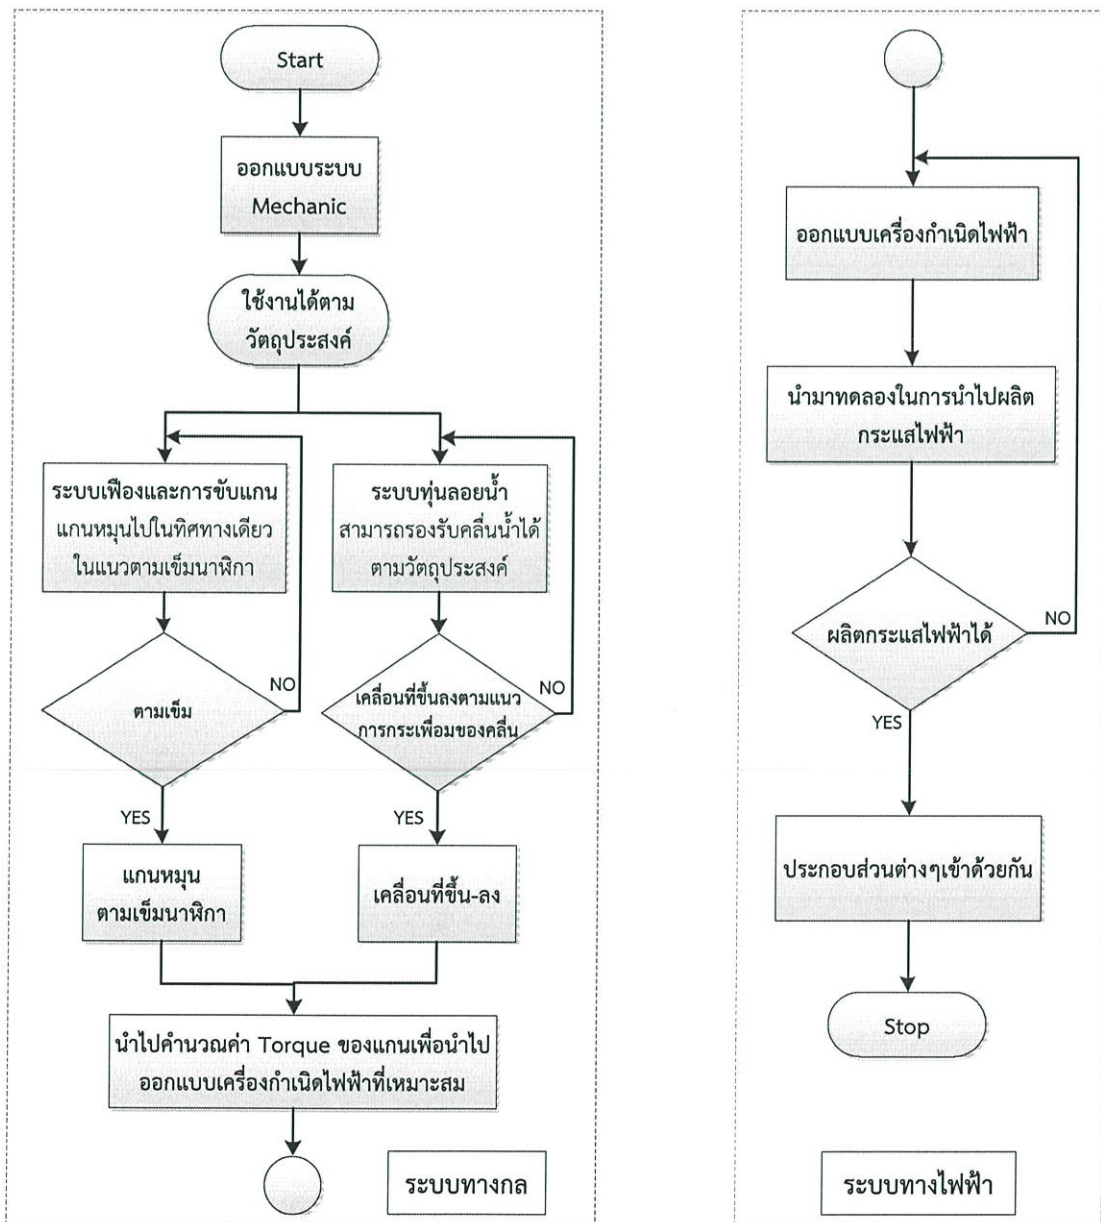 Start
ออกแบบระบบ
Mechanic
ใช้งานได้ตาม
วัตถุประสงค์
ระบบเฟืองและการขับแกน
แกนหมุนไปในทิศทางเดียว
ในแนวตามเข็มนาฬิกา
ตามเข็ม
NO
YES
แกนหมุน
ตามเข็มนาฬิกา
ระบบทุ่นลอยน้ำ
สามารถรองรับคลื่นน้ำได้
ตามวัตถุประสงค์
เคลื่อนที่ขึ้นลงตามแนว
การกระเพื่อมของคลื่น
NO
YES
เคลื่อนที่ขึ้น-ลง
นำไปคำนวณค่า Torque ของแกนเพื่อนำไป
ออกแบบเครื่องกำเนิดไฟฟ้าที่เหมาะสม
ระบบทางกล
ออกแบบเครื่องกำเนิดไฟฟ้า
นำมาทดลองในการนำไปผลิต
กระแสไฟฟ้า
ผลิตกระแสไฟฟ้าได้
NO
YES
ประกอบส่วนต่างๆเข้าด้วยกัน
Stop
ระบบทางไฟฟ้า